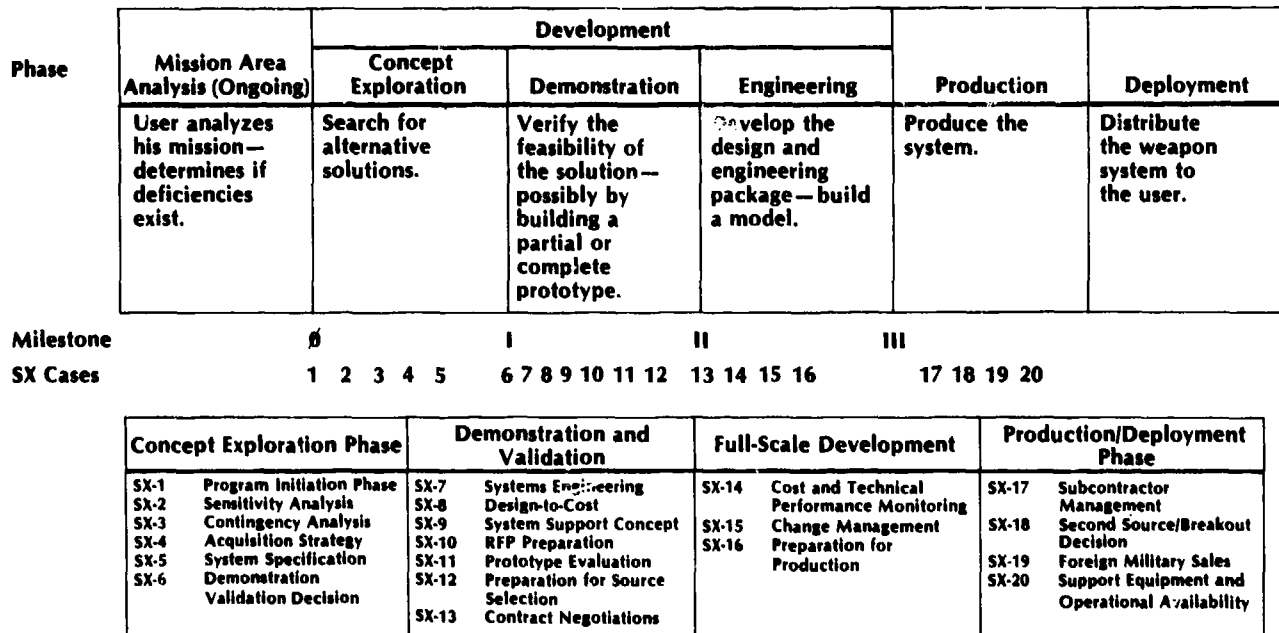 Phase
Development
Mission Area
Analysis (Ongoing)
Concept
Exploration
Demonstration
Engineering
Production
Deployment
User analyzes
his mission—
determines if
deficiencies
exist.
Search for
alternative
solutions.
Verify the
feasibility of
the solution—
possibly by
building a
partial or
complete
prototype.
Develop the
design and
engineering
package—build
a model.
Produce the
system.
Distribute
the weapon
system to
the user.
Milestone 0 I II III
SX Cases 1 2 3 4 5 6 7 8 9 10 11 12 13 14 15 16 17 18 19 20
Concept Exploration Phase
SX-1 Program Initiation Phase
SX-2 Sensitivity Analysis
SX-3 Contingency Analysis
SX-4 Acquisition Strategy
SX-5 System Specification
SX-6 Demonstration
Validation Decision
Demonstration and
Validation
SX-7 Systems Engineering
SX-8 Design-to-Cost
SX-9 System Support Concept
SX-10 RFP Preparation
SX-11 Prototype Evaluation
SX-12 Preparation for Source
Selection
SX-13 Contract Negotiations
Full-Scale Development
SX-14 Cost and Technical
Performance Monitoring
SX-15 Change Management
SX-16 Preparation for
Production
Production/Deployment
Phase
SX-17 Subcontractor
Management
SX-18 Second Source/Breakout
Decision
SX-19 Foreign Military Sales
SX-20 Support Equipment and
Operational Availability